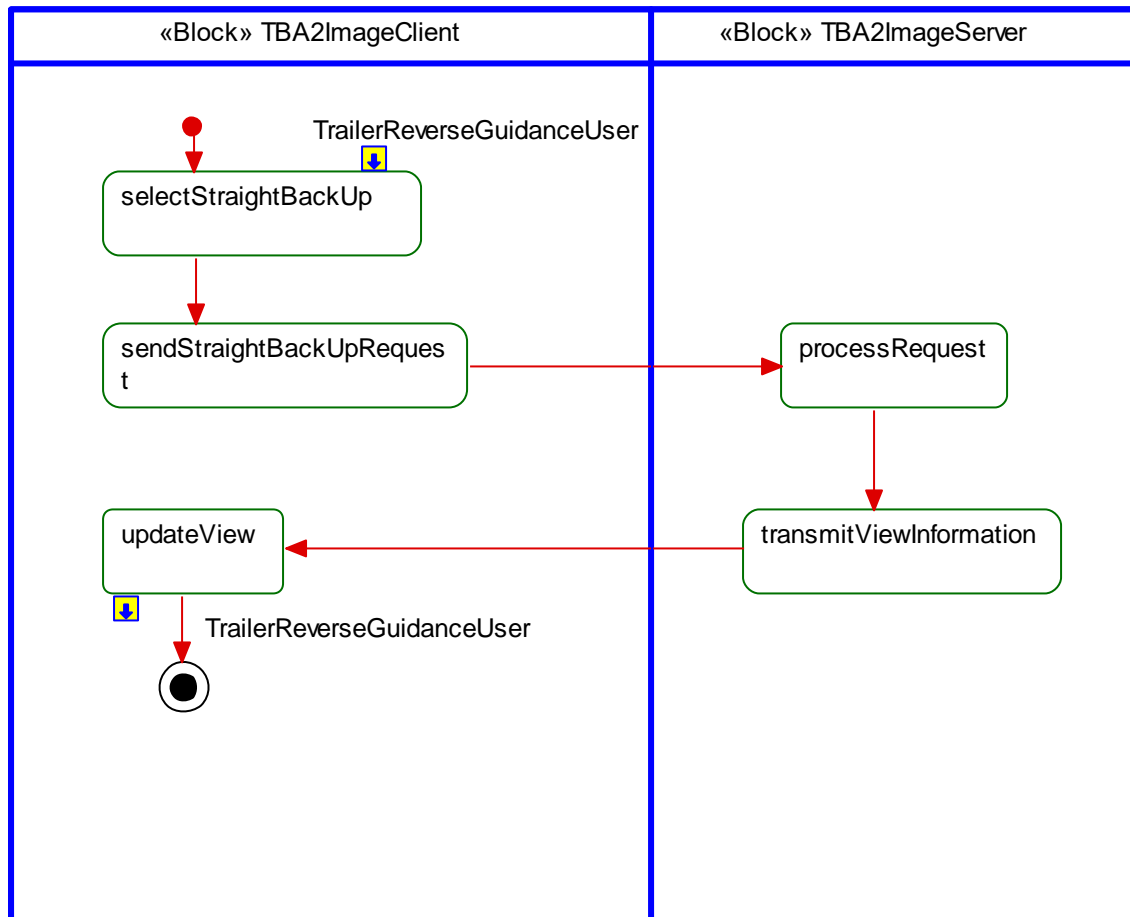 «Block» TBA2ImageClient
«Block» TBA2ImageServer
TrailerReverseGuidanceUser
selectStraightBackUp
sendStraightBackUpReques
t
processRequest
updateView
transmitViewInformation
TrailerReverseGuidanceUser